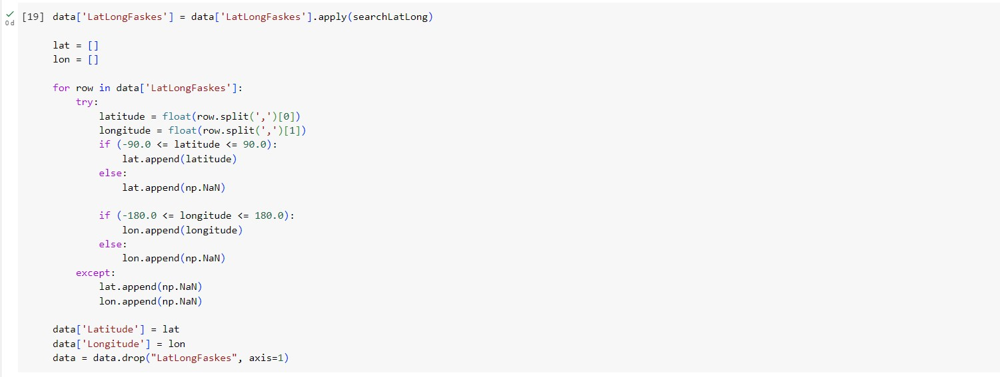 [19] data['LatLongFaskes'] = data['LatLongFaskes'].apply(searchLatLong)
0 d
lat = []
lon = []
for row in data['LatLongFaskes']:
    try:
        latitude = float(row.split(',')[0])
        longitude = float(row.split(',')[1])
        if (-90.0 <= latitude <= 90.0):
            lat.append(latitude)
        else:
            lat.append(np.NaN)
        if (-180.0 <= longitude <= 180.0):
            lon.append(longitude)
        else:
            lon.append(np.NaN)
    except:
        lat.append(np.NaN)
        lon.append(np.NaN)
data['Latitude'] = lat
data['Longitude'] = lon
data = data.drop("LatLongFaskes", axis=1)